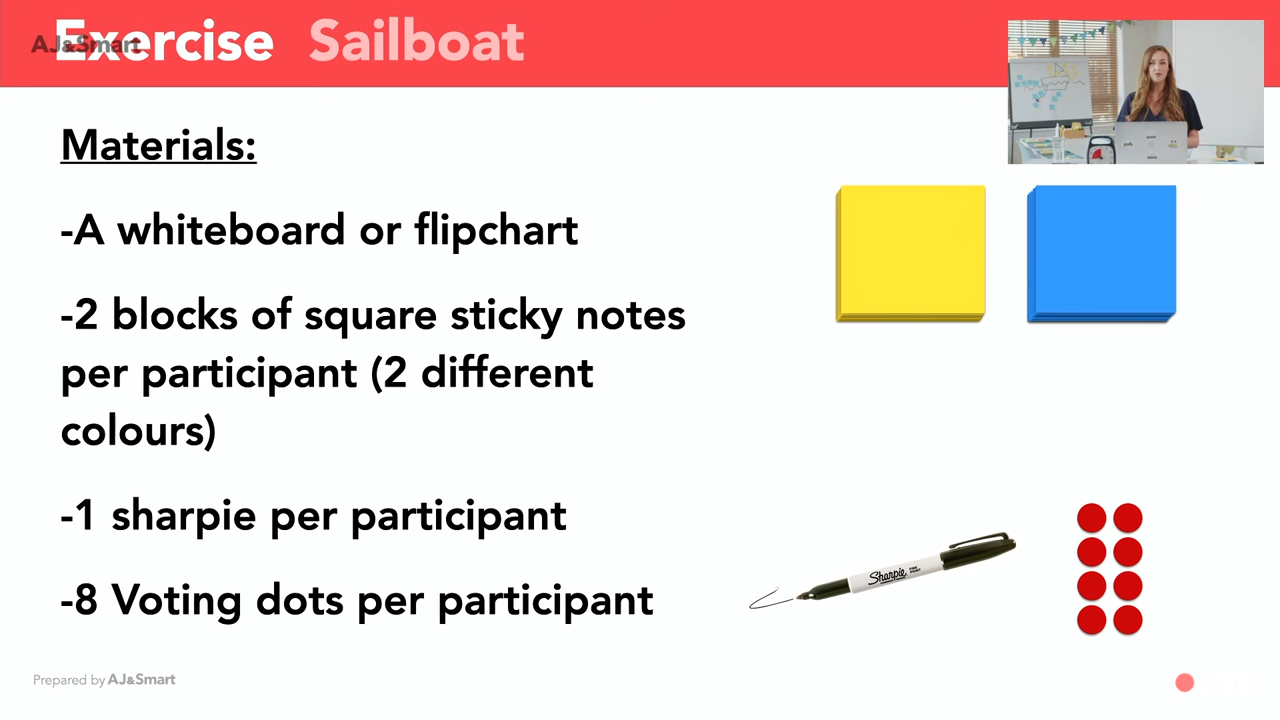 Exercise Sailboat
AJ&Smart
Materials:
-A whiteboard or flipchart
-2 blocks of square sticky notes
per participant (2 different
colours)
-1 sharpie per participant
-8 Voting dots per participant
Sharpie
Prepared by AJ&Smart